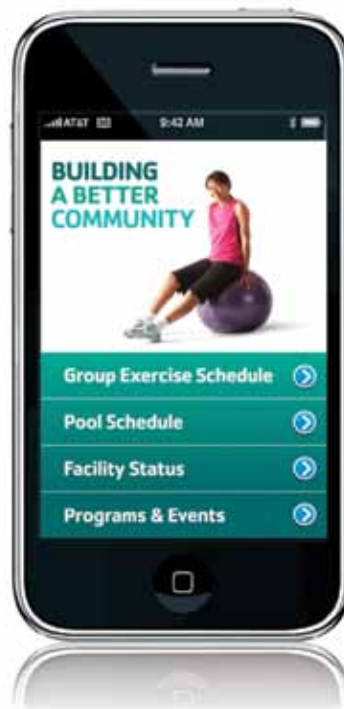 AT&T 9:42 AM
BUILDING
A BETTER
COMMUNITY
Group Exercise Schedule
Pool Schedule
Facility Status
Programs & Events